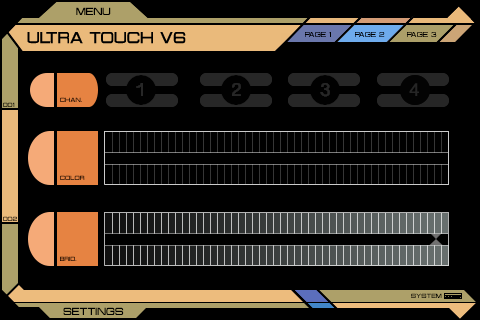 MENU
ULTRA TOUCH V6
PAGE 1 PAGE 2 PAGE 3
CHAN.
1 2 3 4
001
COLOR
002
BRID.
SYSTEM
SETTINGS